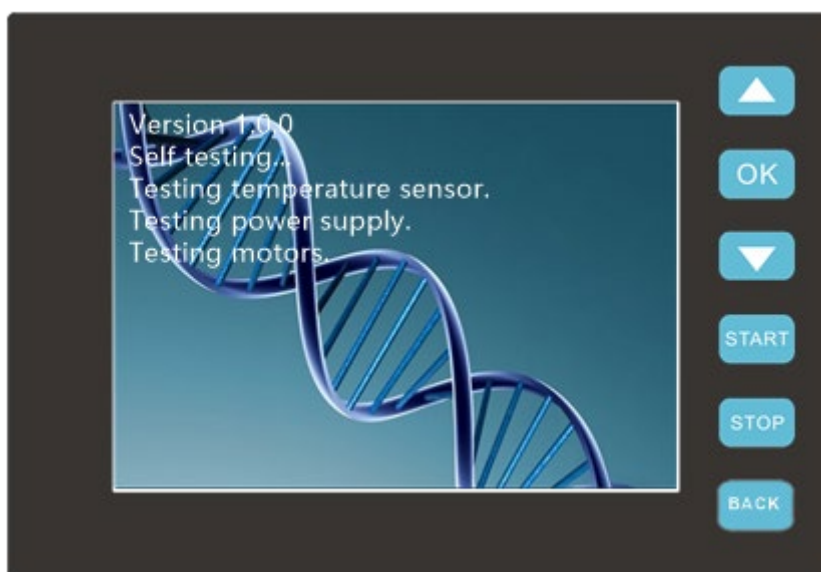 Version 1.0.0
Self testing...
Testing temperature sensor.
Testing power supply.
Testing motors.
OK
START
STOP
BACK